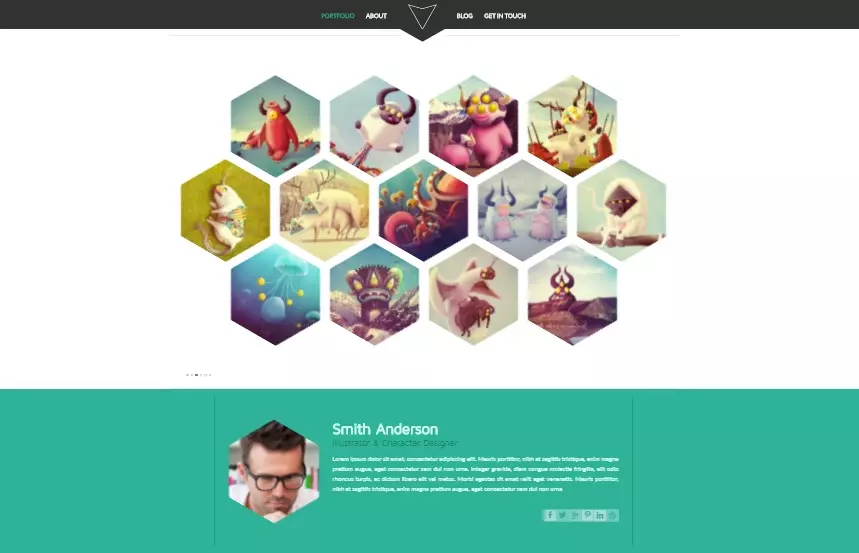 PORTFOLIO
ABOUT
BLOG
GET IN TOUCH
Smith Anderson
Illustrator & Character Designer
Lorem ipsum dolor sit amet, consectetur adipiscing elit. Mauris porttitor, nibh et sagittis tristique, enim magna
pretium augue, eget consectetur sem dui non urna. Integer gravida, diam congue molestie fringilla, elit odio
rhoncus turpis, ac dictum libero elit vel metus. Morbi egestas sit amet velit eget venenatis. Mauris porttitor,
nibh et sagittis tristique, enim magna pretium augue, eget consectetur sem dui non urna